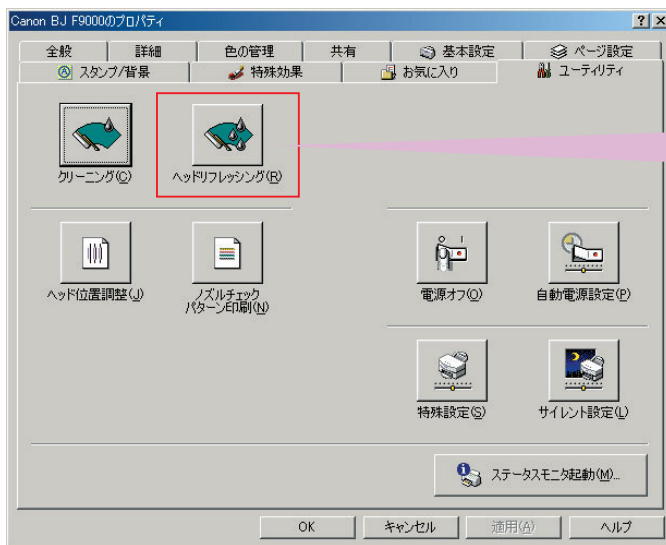 Canon BJ F9000のプロパティ
全般 詳細 色の管理 共有 基本設定 ページ設定
スタンプ/背景 特殊効果 お気に入り ユーティリティ
クリーニング(C) ヘッドリフレッシング(R)
ヘッド位置調整(J) ノズルチェック
パターン印刷(N)
電源オフ(O) 自動電源設定(P)
特殊設定(S) サイレント設定(L)
ステータスモニタ起動(M)...
OK キャンセル 適用(A) ヘルプ